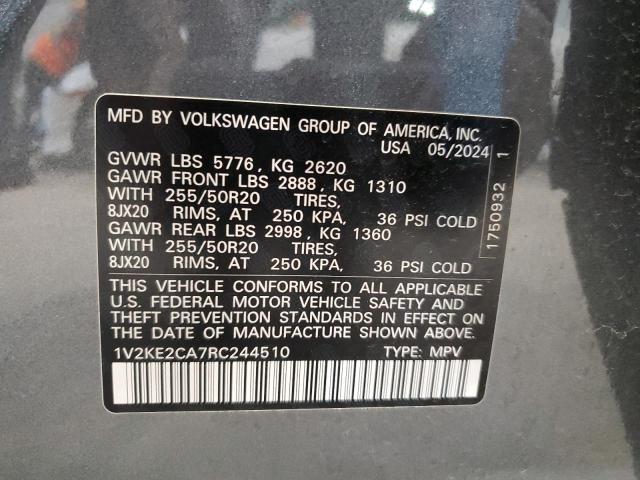 MFD BY VOLKSWAGEN GROUP OF AMERICA, INC.
USA 05/2024
GVWR LBS 5776, KG 2620
GAWR FRONT LBS 2888, KG 1310
WITH 255/50R20 TIRES,
8JX20 RIMS, AT 250 KPA, 36 PSI COLD
GAWR REAR LBS 2998, KG 1360
WITH 255/50R20 TIRES,
8JX20 RIMS, AT 250 KPA, 36 PSI COLD
THIS VEHICLE CONFORMS TO ALL APPLICABLE
U.S. FEDERAL MOTOR VEHICLE SAFETY AND
THEFT PREVENTION STANDARDS IN EFFECT ON
THE DATE OF MANUFACTURE SHOWN ABOVE.
1V2KE2CA7RC244510 TYPE: MPV
1750932 1